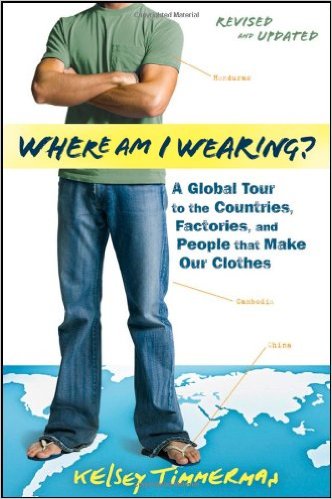 REVISED
AND UPDATED
Honduras
WHERE AM I WEARING?
A Global Tour
to the Countries,
Factories, and
People that Make
Our Clothes
Cambodia
China
KELSEY TIMMERMAN